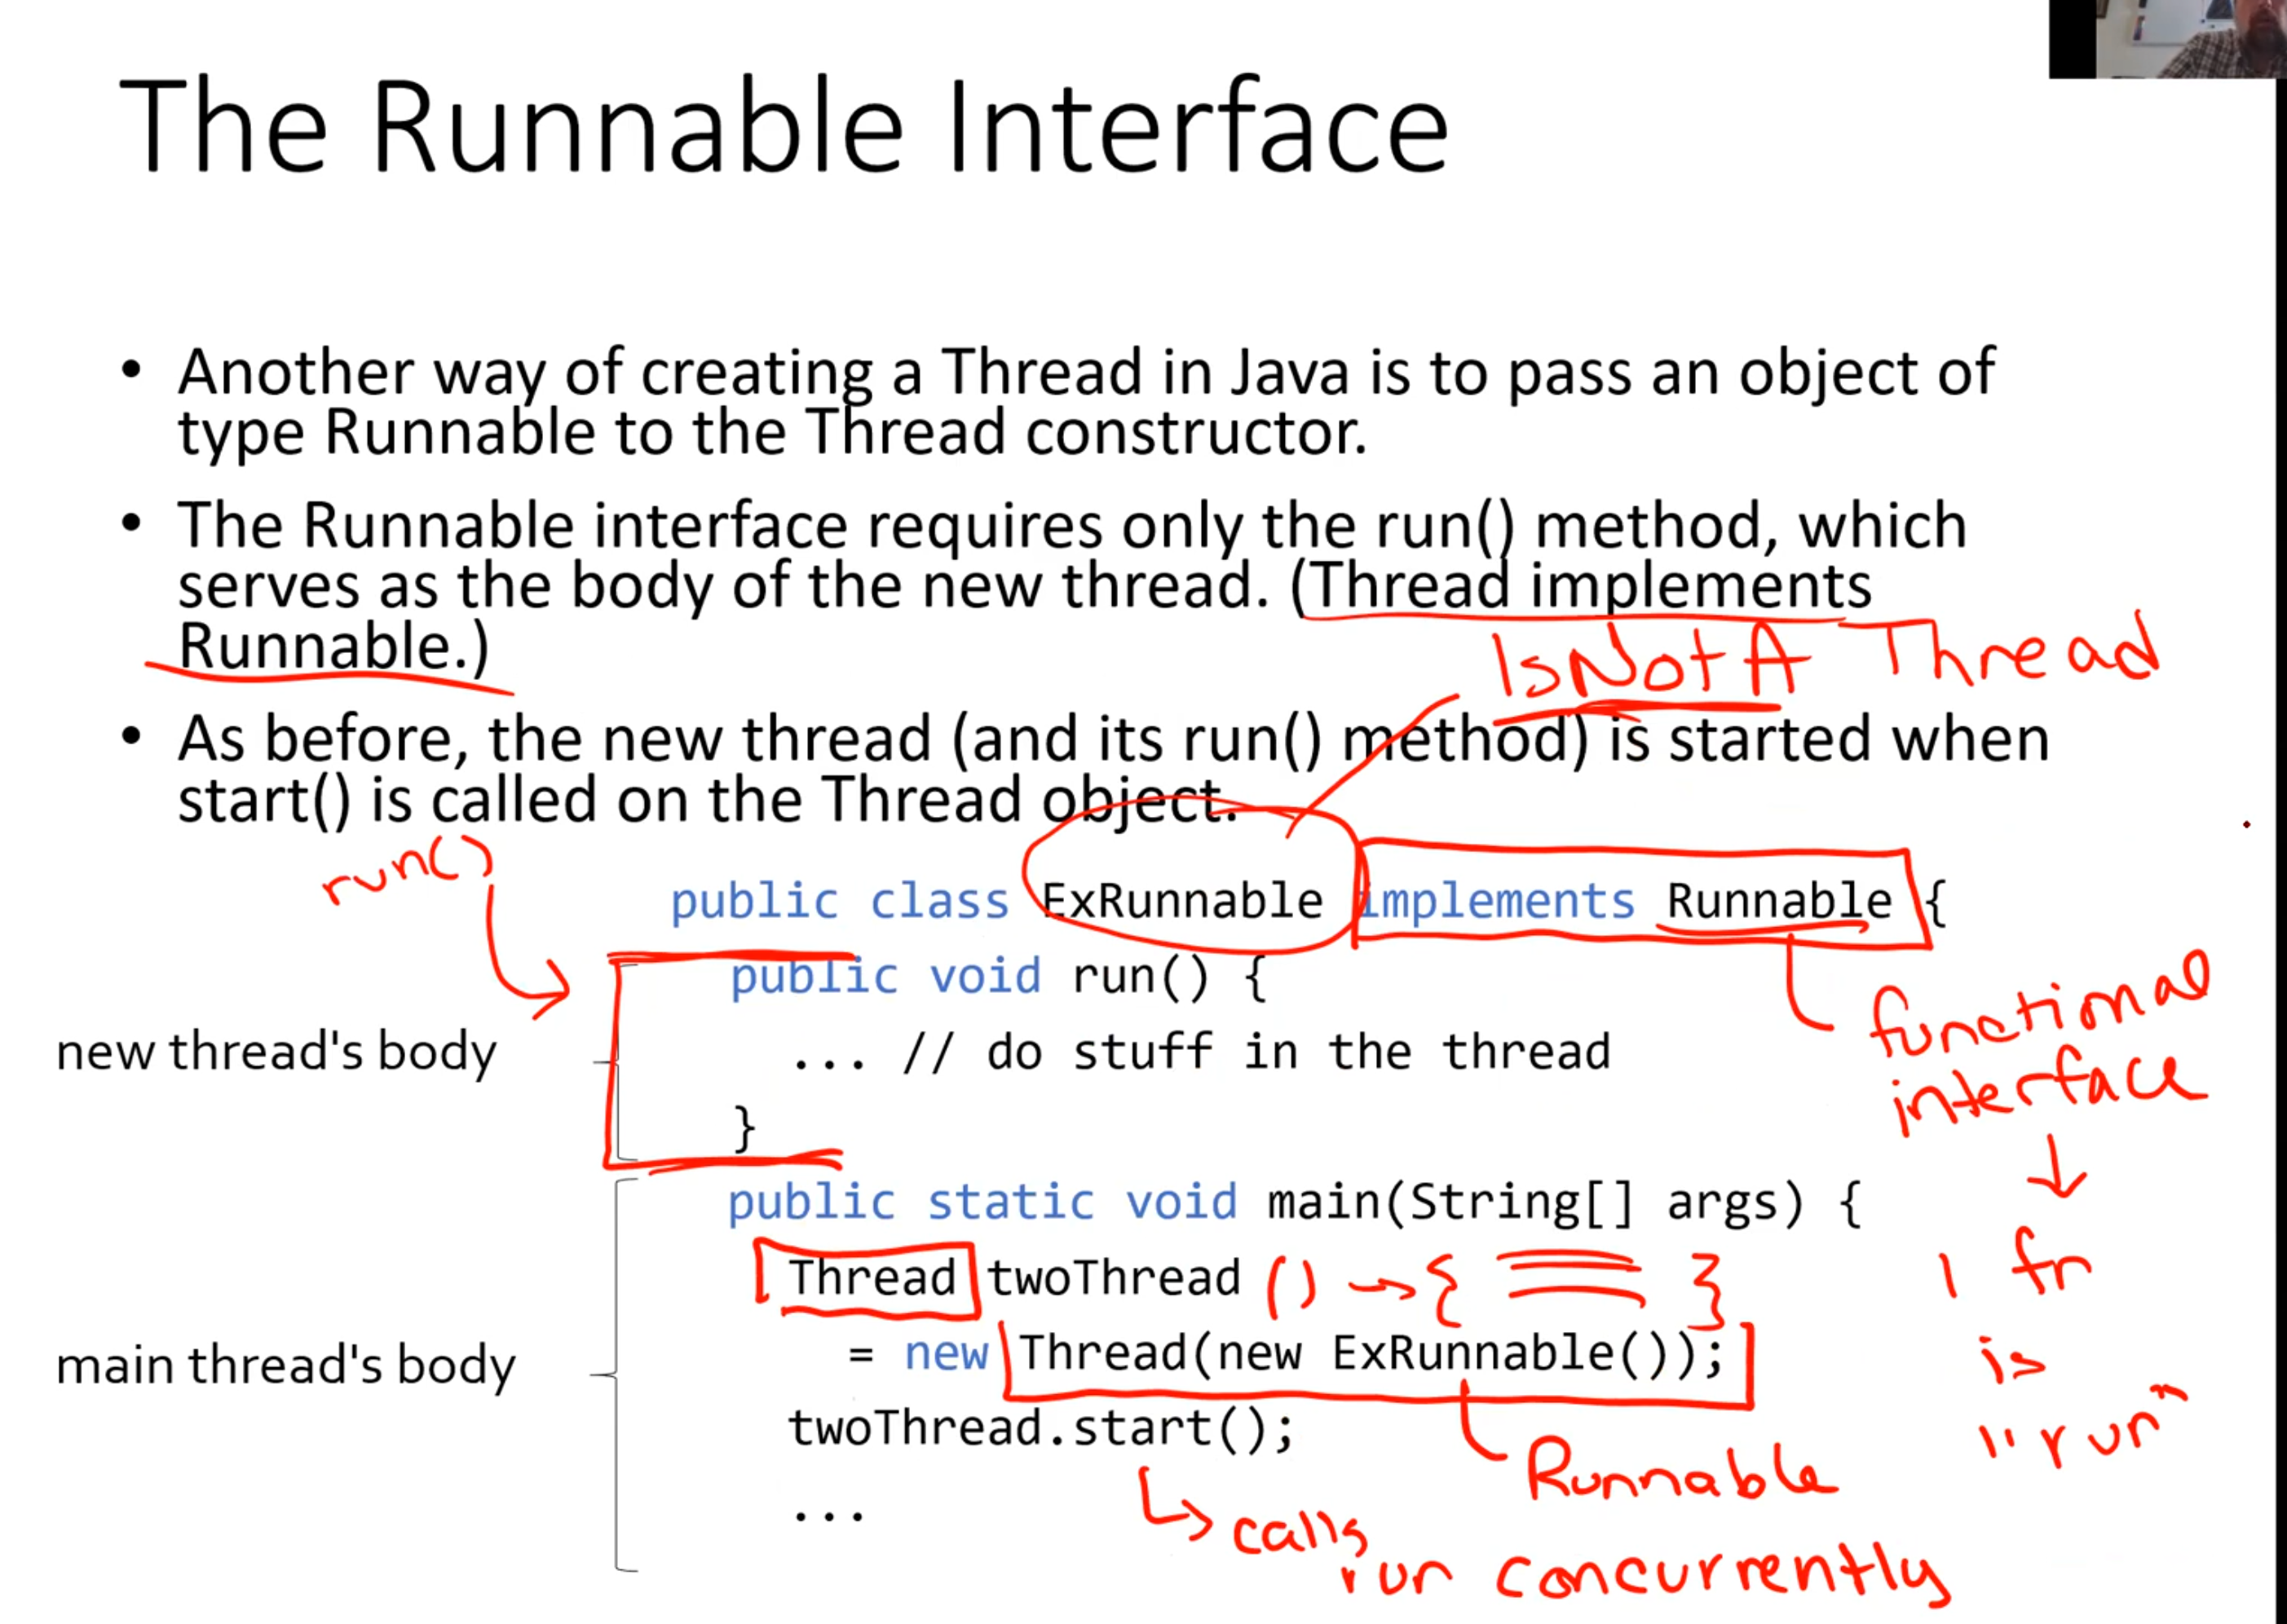 The Runnable Interface
• Another way of creating a Thread in Java is to pass an object of
type Runnable to the Thread constructor.
• The Runnable interface requires only the run() method, which
serves as the body of the new thread. (Thread implements
Runnable.)
IsNotA Thread
• As before, the new thread (and its run() method) is started when
start() is called on the Thread object.
run()
public class ExRunnable implements Runnable {
public void run() {
functional
interface
new thread's body
... // do stuff in the thread
}
public static void main(String[] args) {
1 fn
is
"run"
Thread twoThread
() → { }
main thread's body
= new Thread(new ExRunnable());
twoThread.start();
Runnable
...
calls
run concurrently